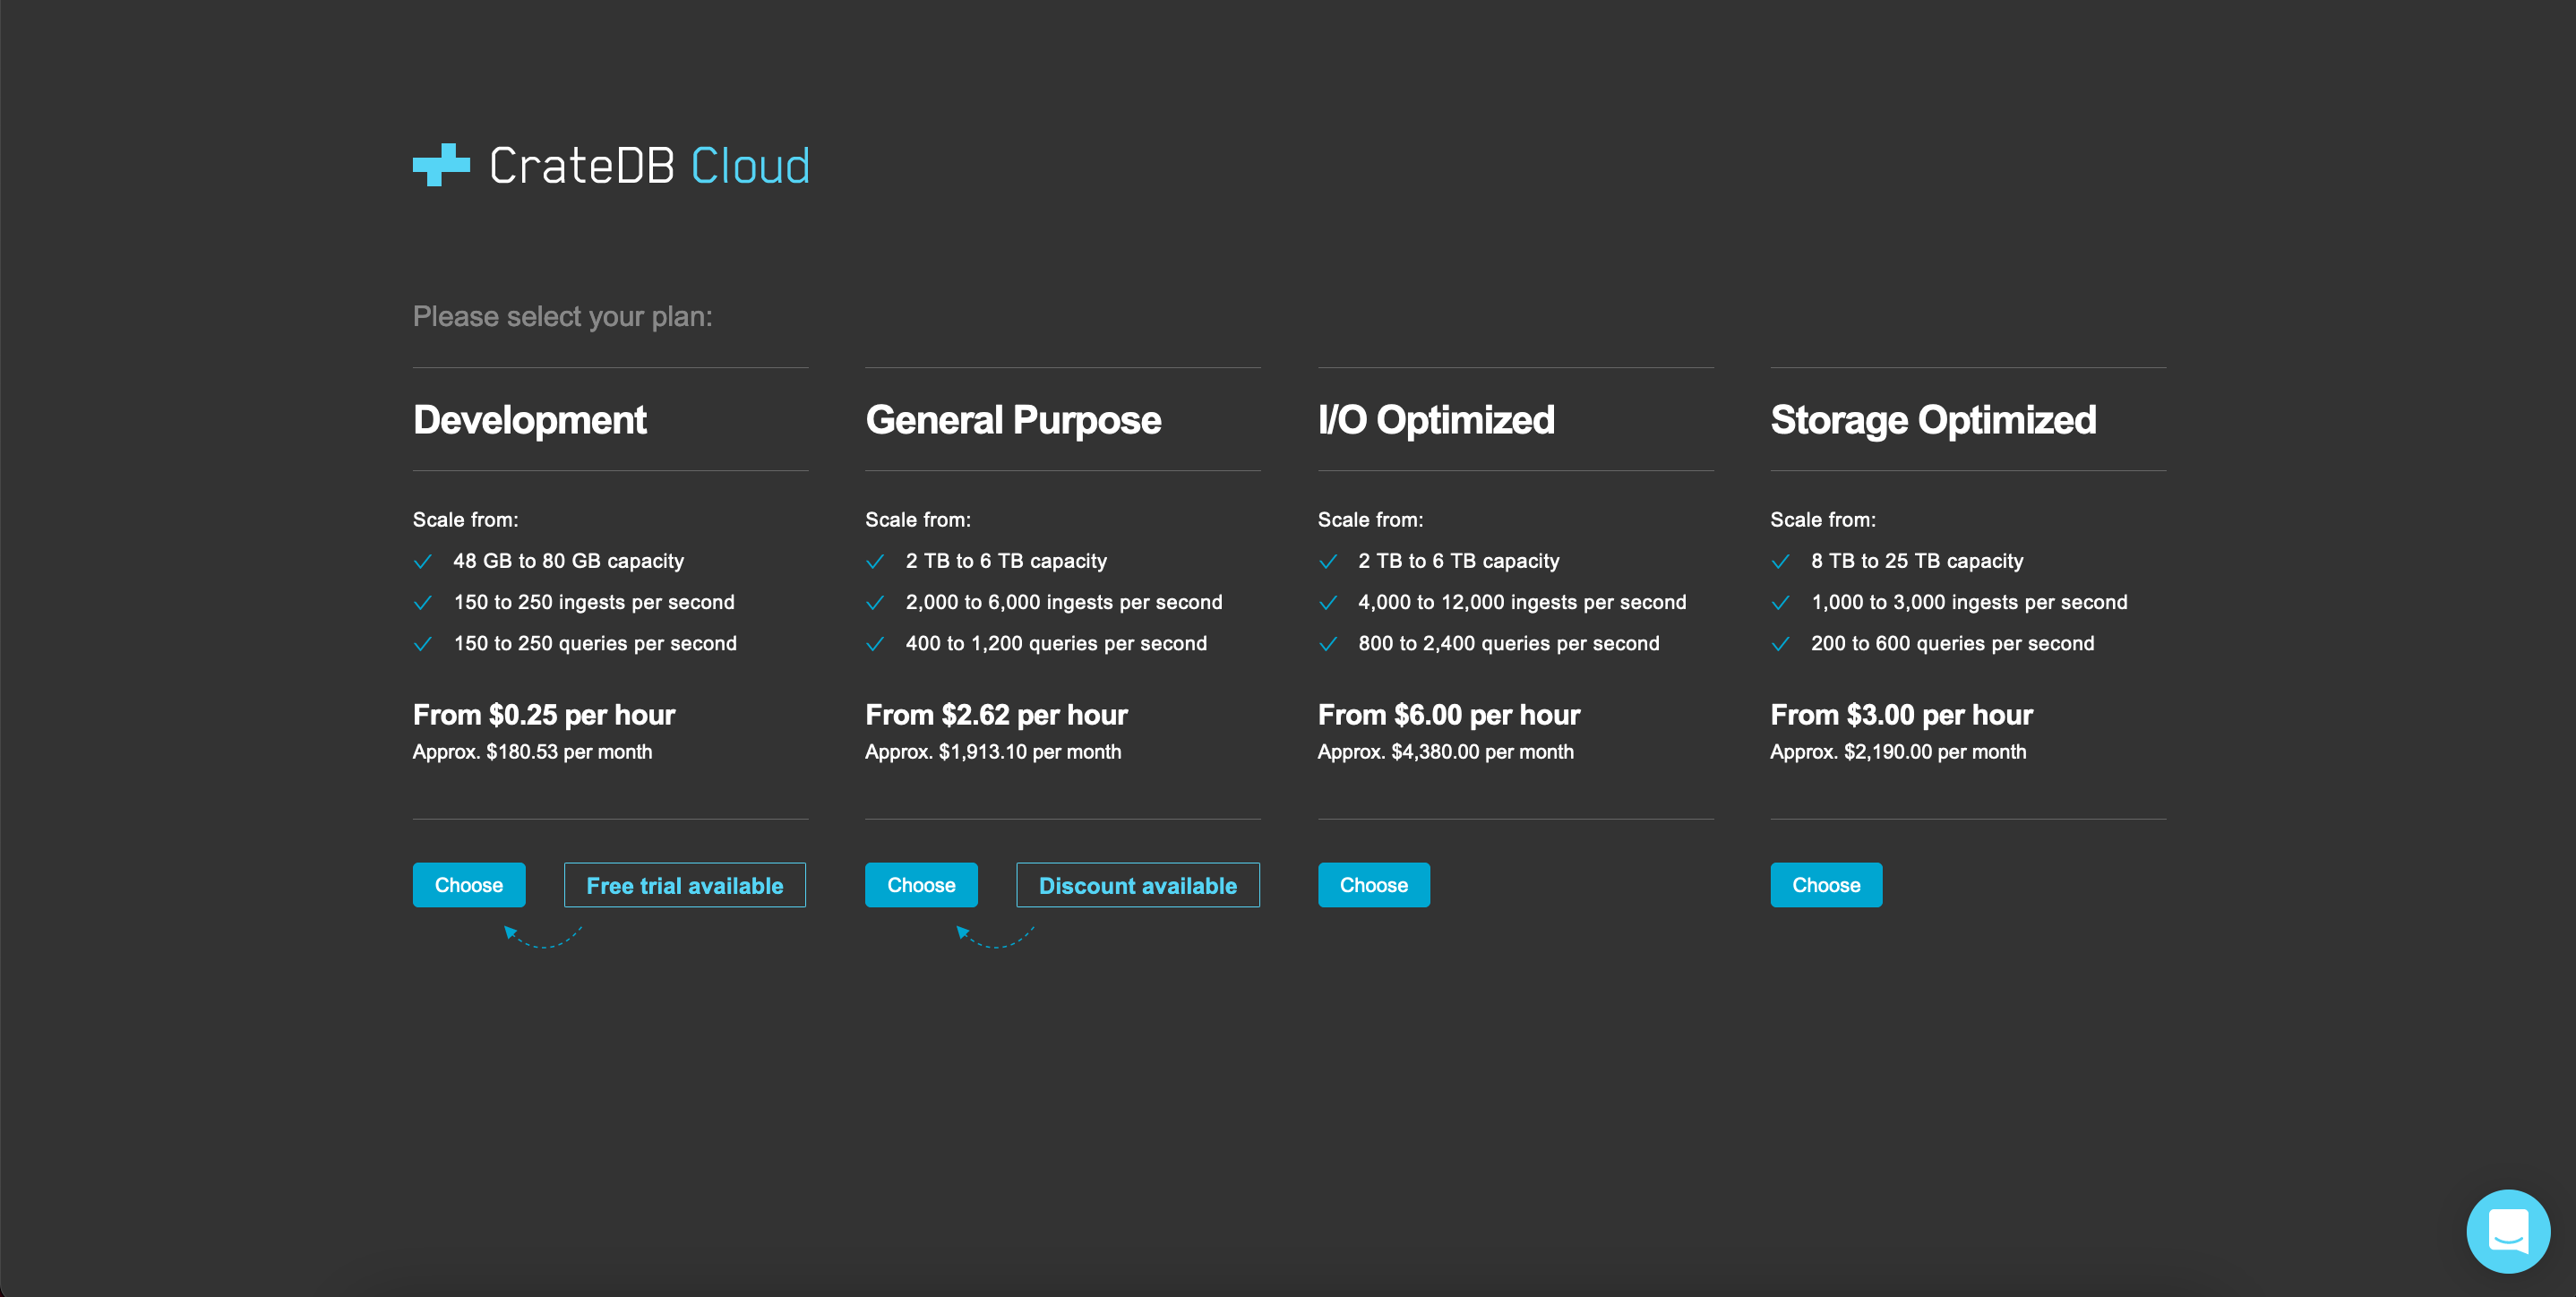 CrateDB Cloud
Please select your plan:
Development
Scale from:
48 GB to 80 GB capacity
150 to 250 ingests per second
150 to 250 queries per second
From $0.25 per hour
Approx. $180.53 per month
Choose
Free trial available
General Purpose
Scale from:
2 TB to 6 TB capacity
2,000 to 6,000 ingests per second
400 to 1,200 queries per second
From $2.62 per hour
Approx. $1,913.10 per month
Choose
Discount available
I/O Optimized
Scale from:
2 TB to 6 TB capacity
4,000 to 12,000 ingests per second
800 to 2,400 queries per second
From $6.00 per hour
Approx. $4,380.00 per month
Choose
Storage Optimized
Scale from:
8 TB to 25 TB capacity
1,000 to 3,000 ingests per second
200 to 600 queries per second
From $3.00 per hour
Approx. $2,190.00 per month
Choose